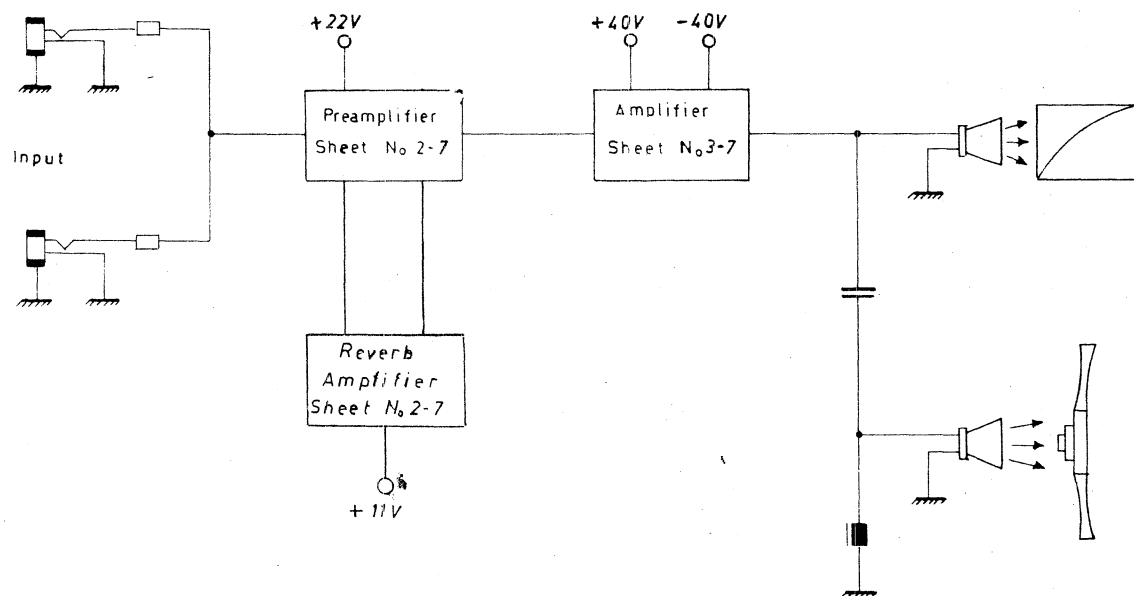 +22V
+40V
-40V
Input
Preamplifier
Sheet No 2-7
Amplifier
Sheet No 3-7
Reverb
Amplifier
Sheet No 2-7
+11V